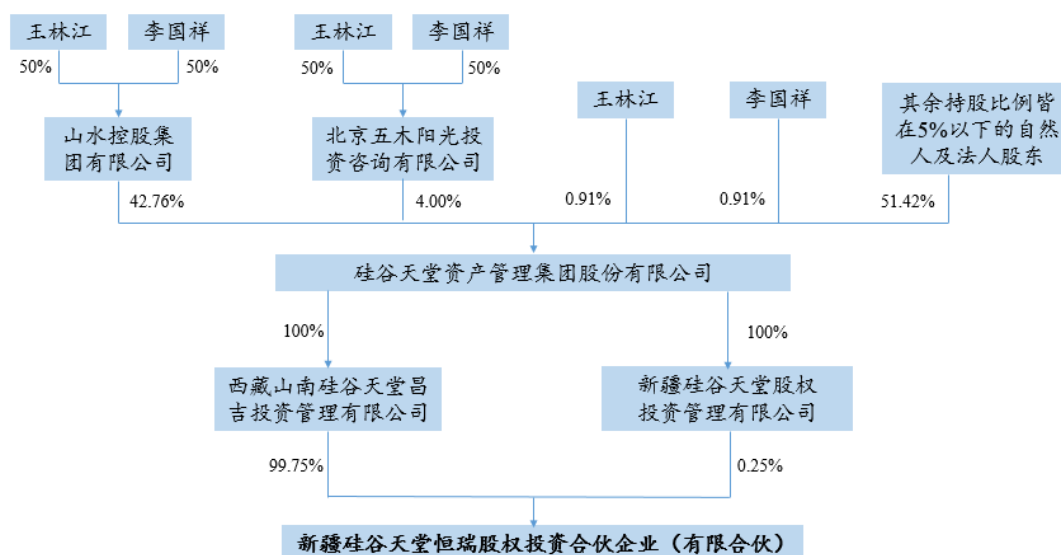 王林江
李国祥
王林江
李国祥
50%
50%
50%
50%
王林江
李国祥
其余持股比例皆
在5%以下的自然
人及法人股东
山水控股集
团有限公司
北京五木阳光投
资咨询有限公司
42.76%
4.00%
0.91%
0.91%
51.42%
硅谷天堂资产管理集团股份有限公司
100%
100%
西藏山南硅谷天堂昌
吉投资管理有限公司
新疆硅谷天堂股权
投资管理有限公司
99.75%
0.25%
新疆硅谷天堂恒瑞股权投资合伙企业（有限合伙）